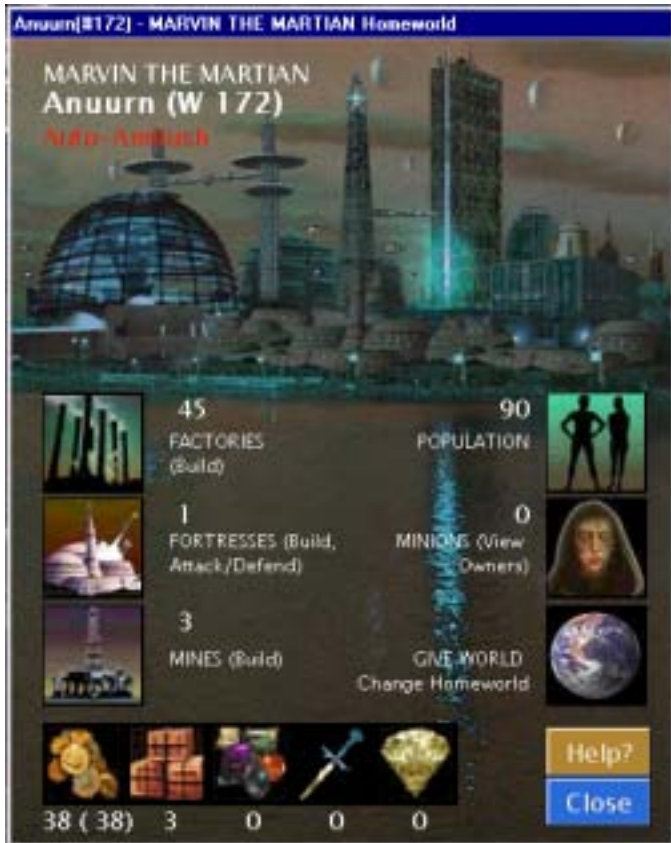 Anuurn(#172) - MARVIN THE MARTIAN Homeworld
MARVIN THE MARTIAN
Anuurn (W 172)
Auto-Ambush
45
FACTORIES
(Build)
90
POPULATION
1
FORTRESSES (Build,
Attack/Defend)
0
MINIONS (View
Owners)
3
MINES (Build)
GIVE WORLD
Change Homeworld
38 ( 38) 3 0 0 0
Help?
Close